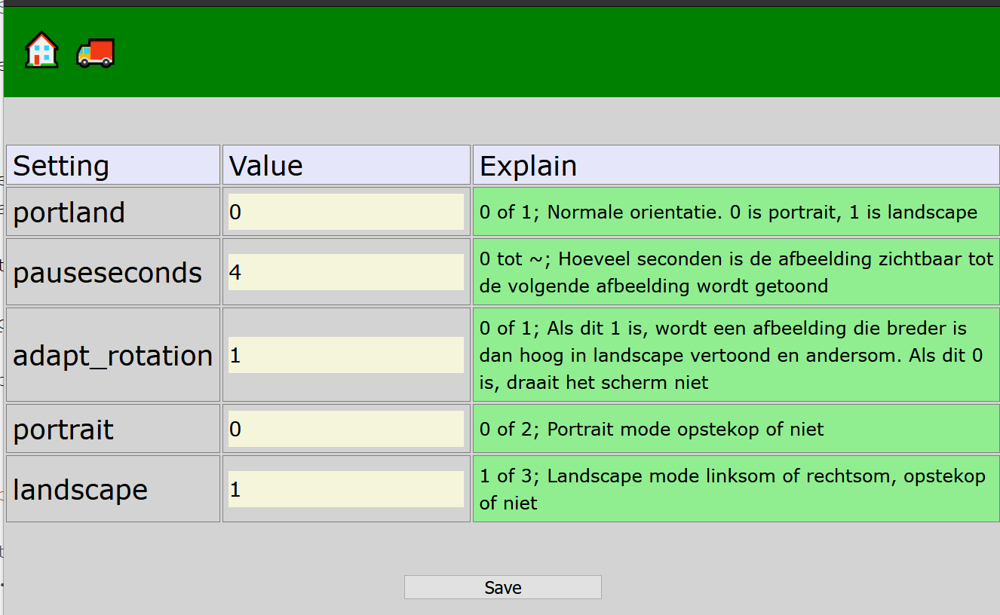 Setting Value Explain
portland 0 0 of 1; Normale orientatie. 0 is portrait, 1 is landscape
pauseseconds 4 0 tot ~; Hoeveel seconden is de afbeelding zichtbaar tot
de volgende afbeelding wordt getoond
adapt_rotation 1 0 of 1; Als dit 1 is, wordt een afbeelding die breder is
dan hoog in landscape vertoond en andersom. Als dit 0
is, draait het scherm niet
portrait 0 0 of 2; Portrait mode opstekop of niet
landscape 1 1 of 3; Landscape mode linksom of rechtsom, opstekop
of niet
Save